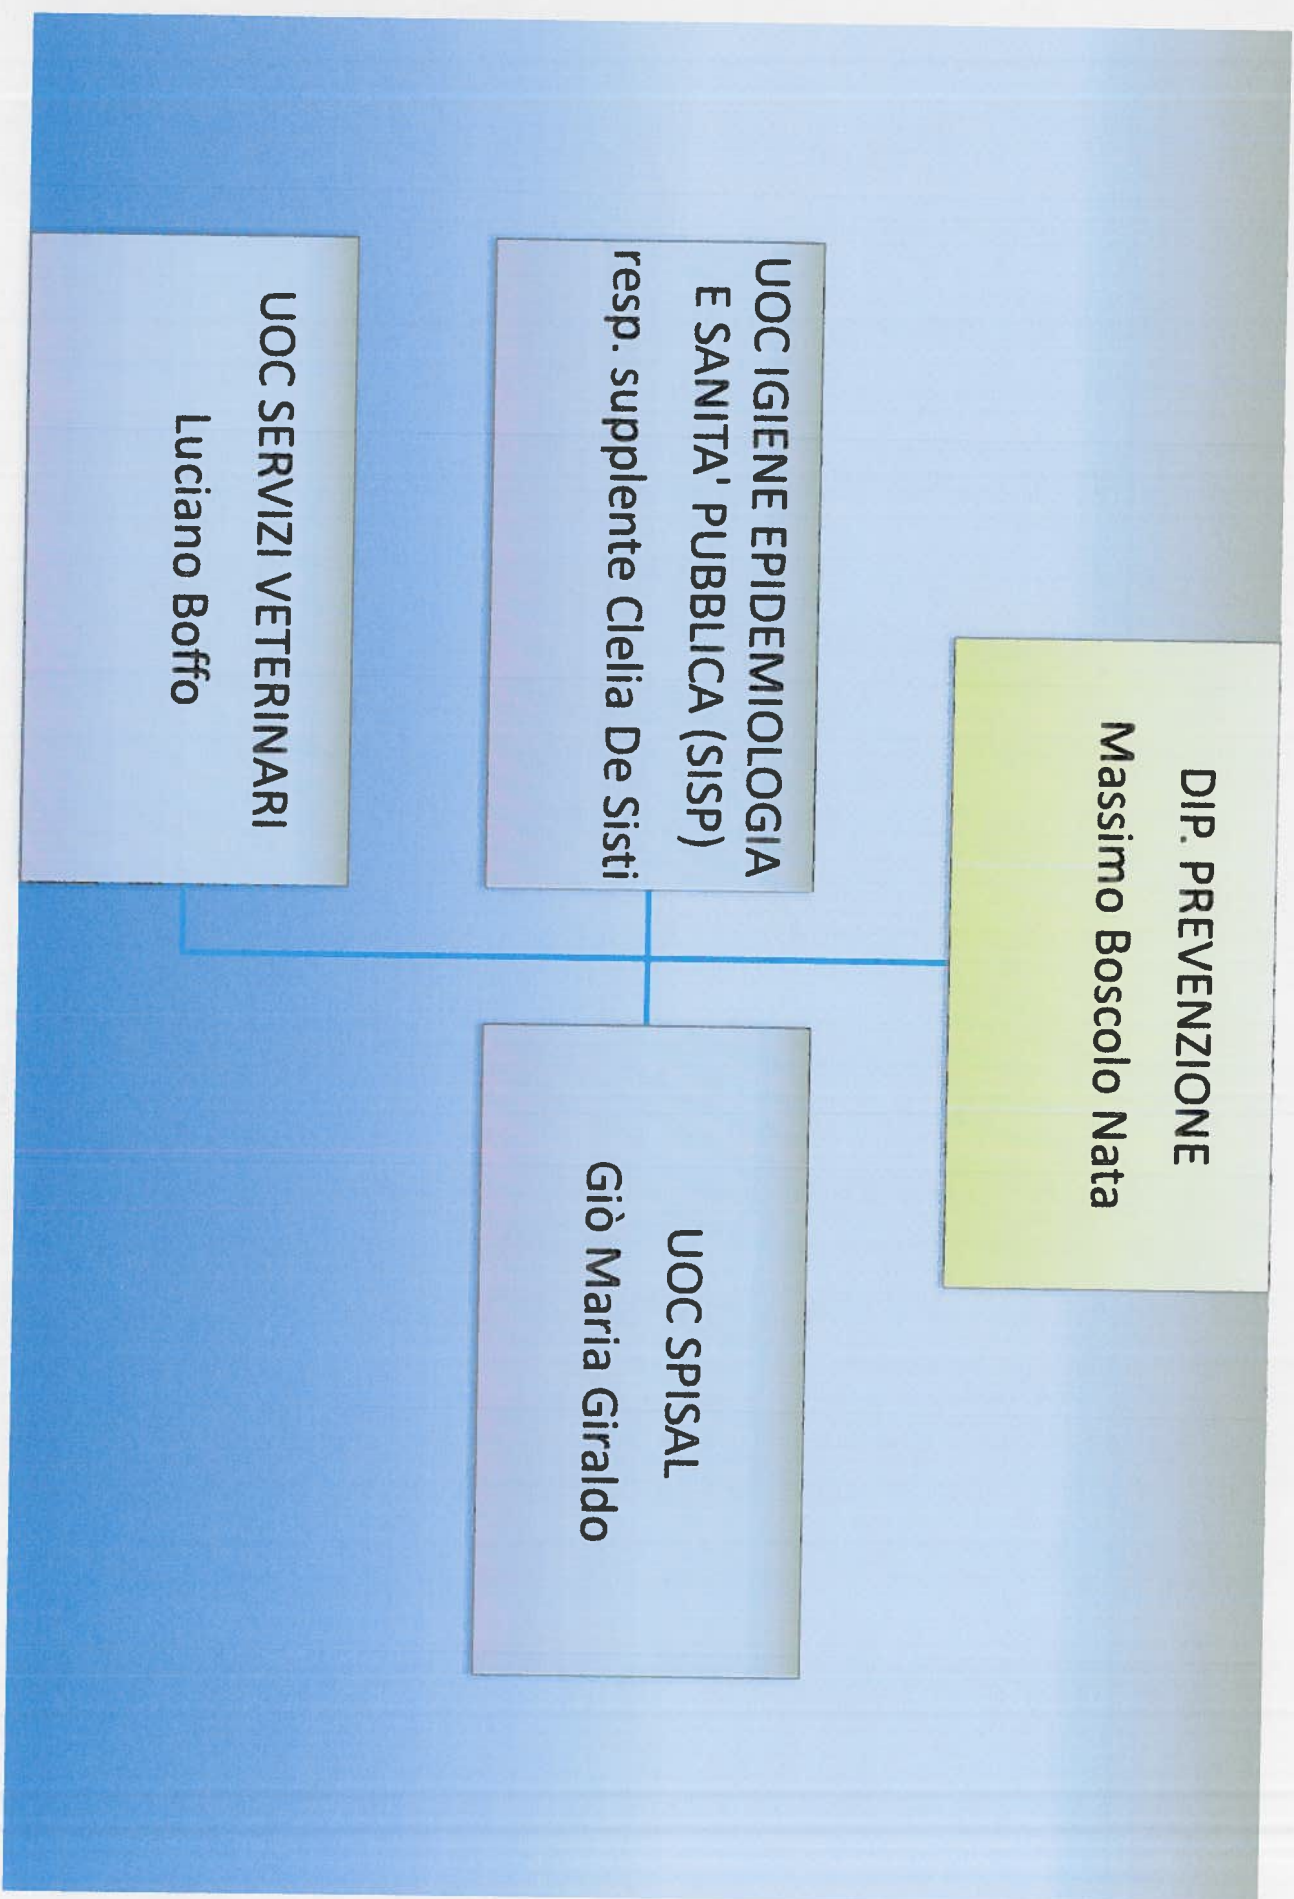 DIP. PREVENZIONE
Massimo Boscolo Nata
UOC IGIENE EPIDEMIOLOGIA
E SANITA' PUBBLICA (SISP)
resp. supplente Clelia De Sisti
UOC SPISAL
Giò Maria Giraldo
UOC SERVIZI VETERINARI
Luciano Boffo